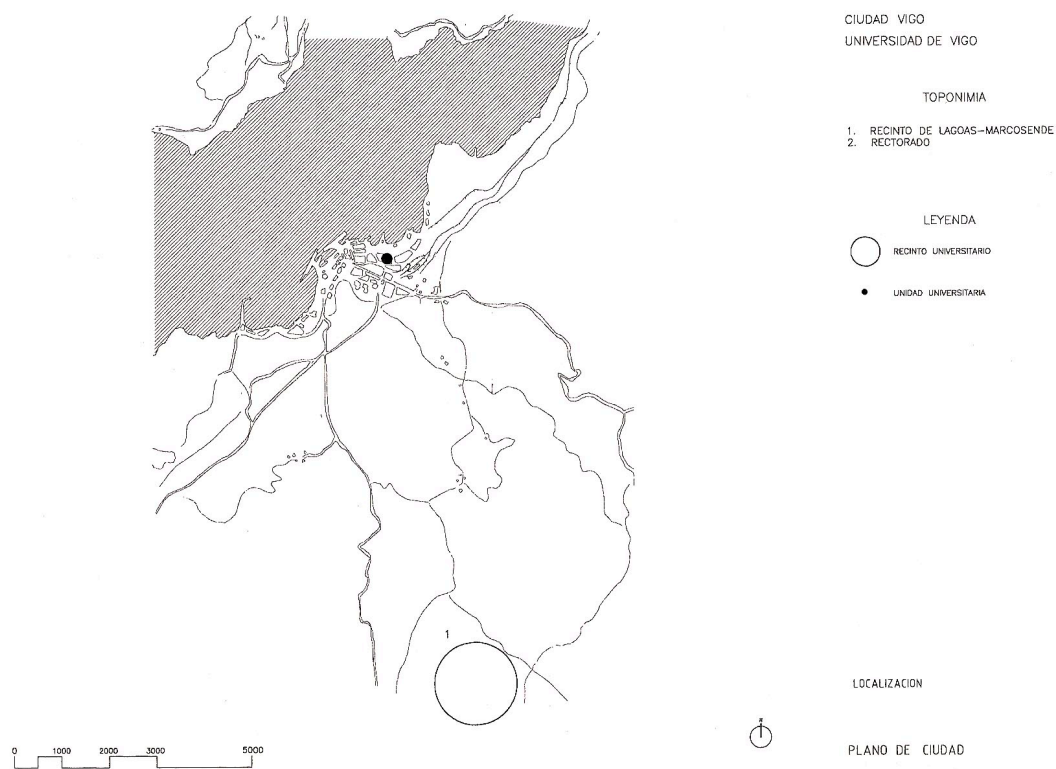 CIUDAD VIGO
UNIVERSIDAD DE VIGO
TOPONIMIA
1. RECINTO DE LAGOAS-MARCOSENDE
2. RECTORADO
LEYENDA
RECINTO UNIVERSITARIO
UNIDAD UNIVERSITARIA
1
LOCALIZACION
N
PLANO DE CIUDAD
0 1000 2000 3000 5000